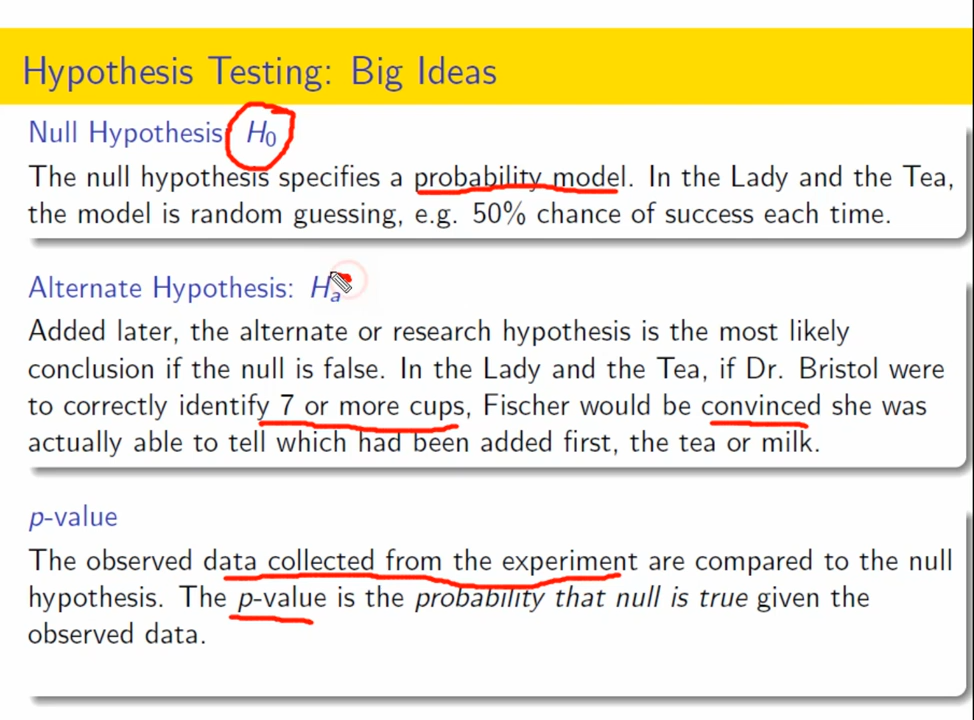 Hypothesis Testing: Big Ideas
Null Hypothesis H₀
The null hypothesis specifies a probability model. In the Lady and the Tea,
the model is random guessing, e.g. 50% chance of success each time.
Alternate Hypothesis: Hₐ
Added later, the alternate or research hypothesis is the most likely
conclusion if the null is false. In the Lady and the Tea, if Dr. Bristol were
to correctly identify 7 or more cups, Fischer would be convinced she was
actually able to tell which had been added first, the tea or milk.
p-value
The observed data collected from the experiment are compared to the null
hypothesis. The p-value is the probability that null is true given the
observed data.